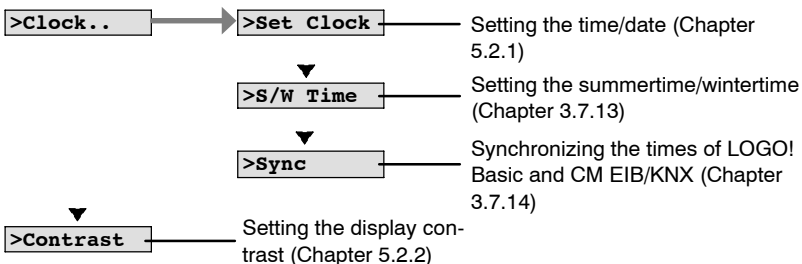 >Clock..
>Set Clock
Setting the time/date (Chapter
5.2.1)
>S/W Time
Setting the summertime/wintertime
(Chapter 3.7.13)
>Sync
Synchronizing the times of LOGO!
Basic and CM EIB/KNX (Chapter
3.7.14)
>Contrast
Setting the display con-
trast (Chapter 5.2.2)